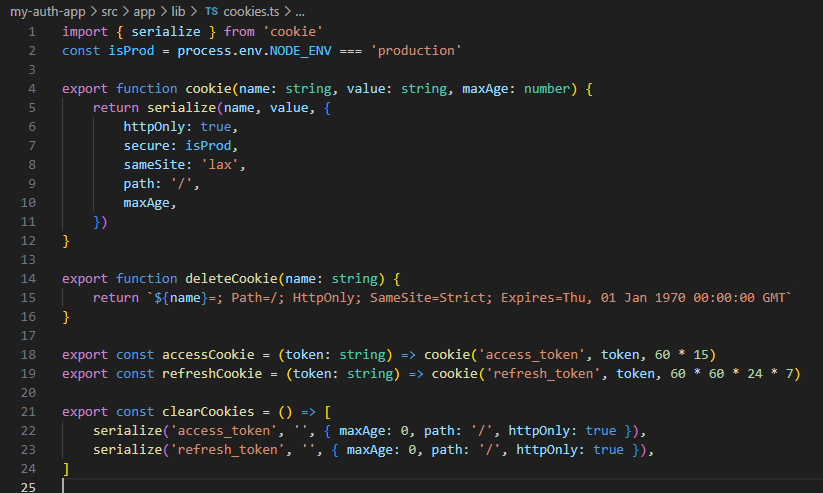 my-auth-app > src > app > lib > TS cookies.ts > ...
1 import { serialize } from 'cookie'
2 const isProd = process.env.NODE_ENV === 'production'
3
4 export function cookie(name: string, value: string, maxAge: number) {
5     return serialize(name, value, {
6         httpOnly: true,
7         secure: isProd,
8         sameSite: 'lax',
9         path: '/',
10         maxAge,
11     })
12 }
13
14 export function deleteCookie(name: string) {
15     return `${name}=; Path=/; HttpOnly; SameSite=Strict; Expires=Thu, 01 Jan 1970 00:00:00 GMT`
16 }
17
18 export const accessCookie = (token: string) => cookie('access_token', token, 60 * 15)
19 export const refreshCookie = (token: string) => cookie('refresh_token', token, 60 * 60 * 24 * 7)
20
21 export const clearCookies = () => [
22     serialize('access_token', '', { maxAge: 0, path: '/', httpOnly: true }),
23     serialize('refresh_token', '', { maxAge: 0, path: '/', httpOnly: true }),
24 ]
25